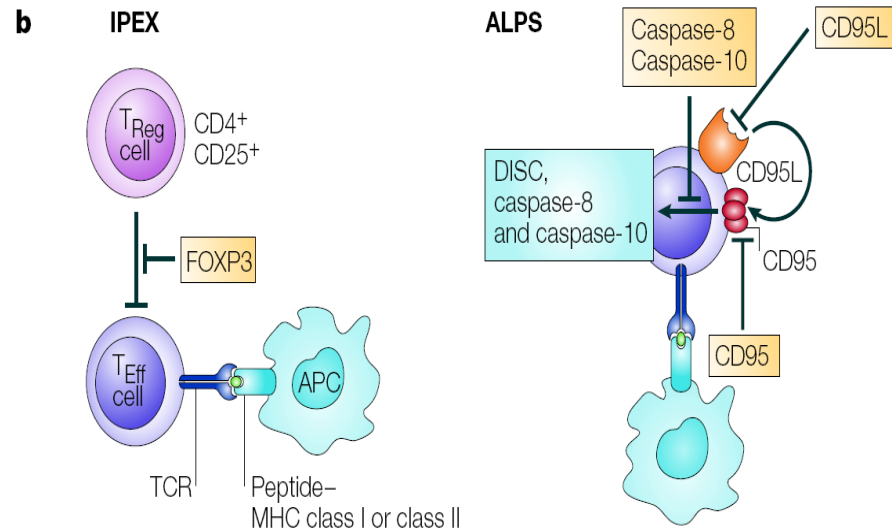 b
IPEX
T Reg
cell
CD4+
CD25+
FOXP3
T Eff
cell
APC
TCR
Peptide–
MHC class I or class II
ALPS
Caspase-8
Caspase-10
CD95L
DISC,
caspase-8
and caspase-10
CD95L
CD95
CD95